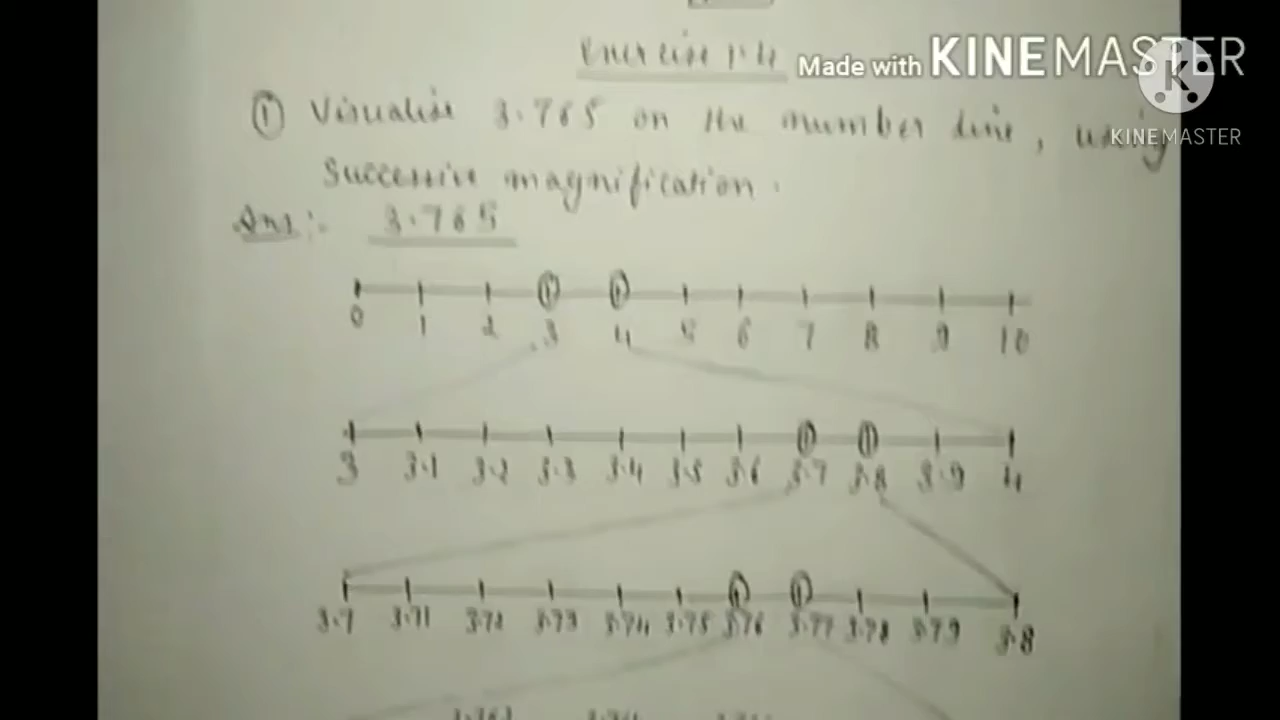 Exercise 1.4
Made with KINEMASTER
K
KINEMASTER
① Visualise 3.765 on the number line, using
successive magnification.
Ans:- 3.765
0 1 2 3 4 5 6 7 8 9 10
3 3.1 3.2 3.3 3.4 3.5 3.6 3.7 3.8 3.9 4
3.7 3.71 3.72 3.73 3.74 3.75 3.76 3.77 3.78 3.79 3.8